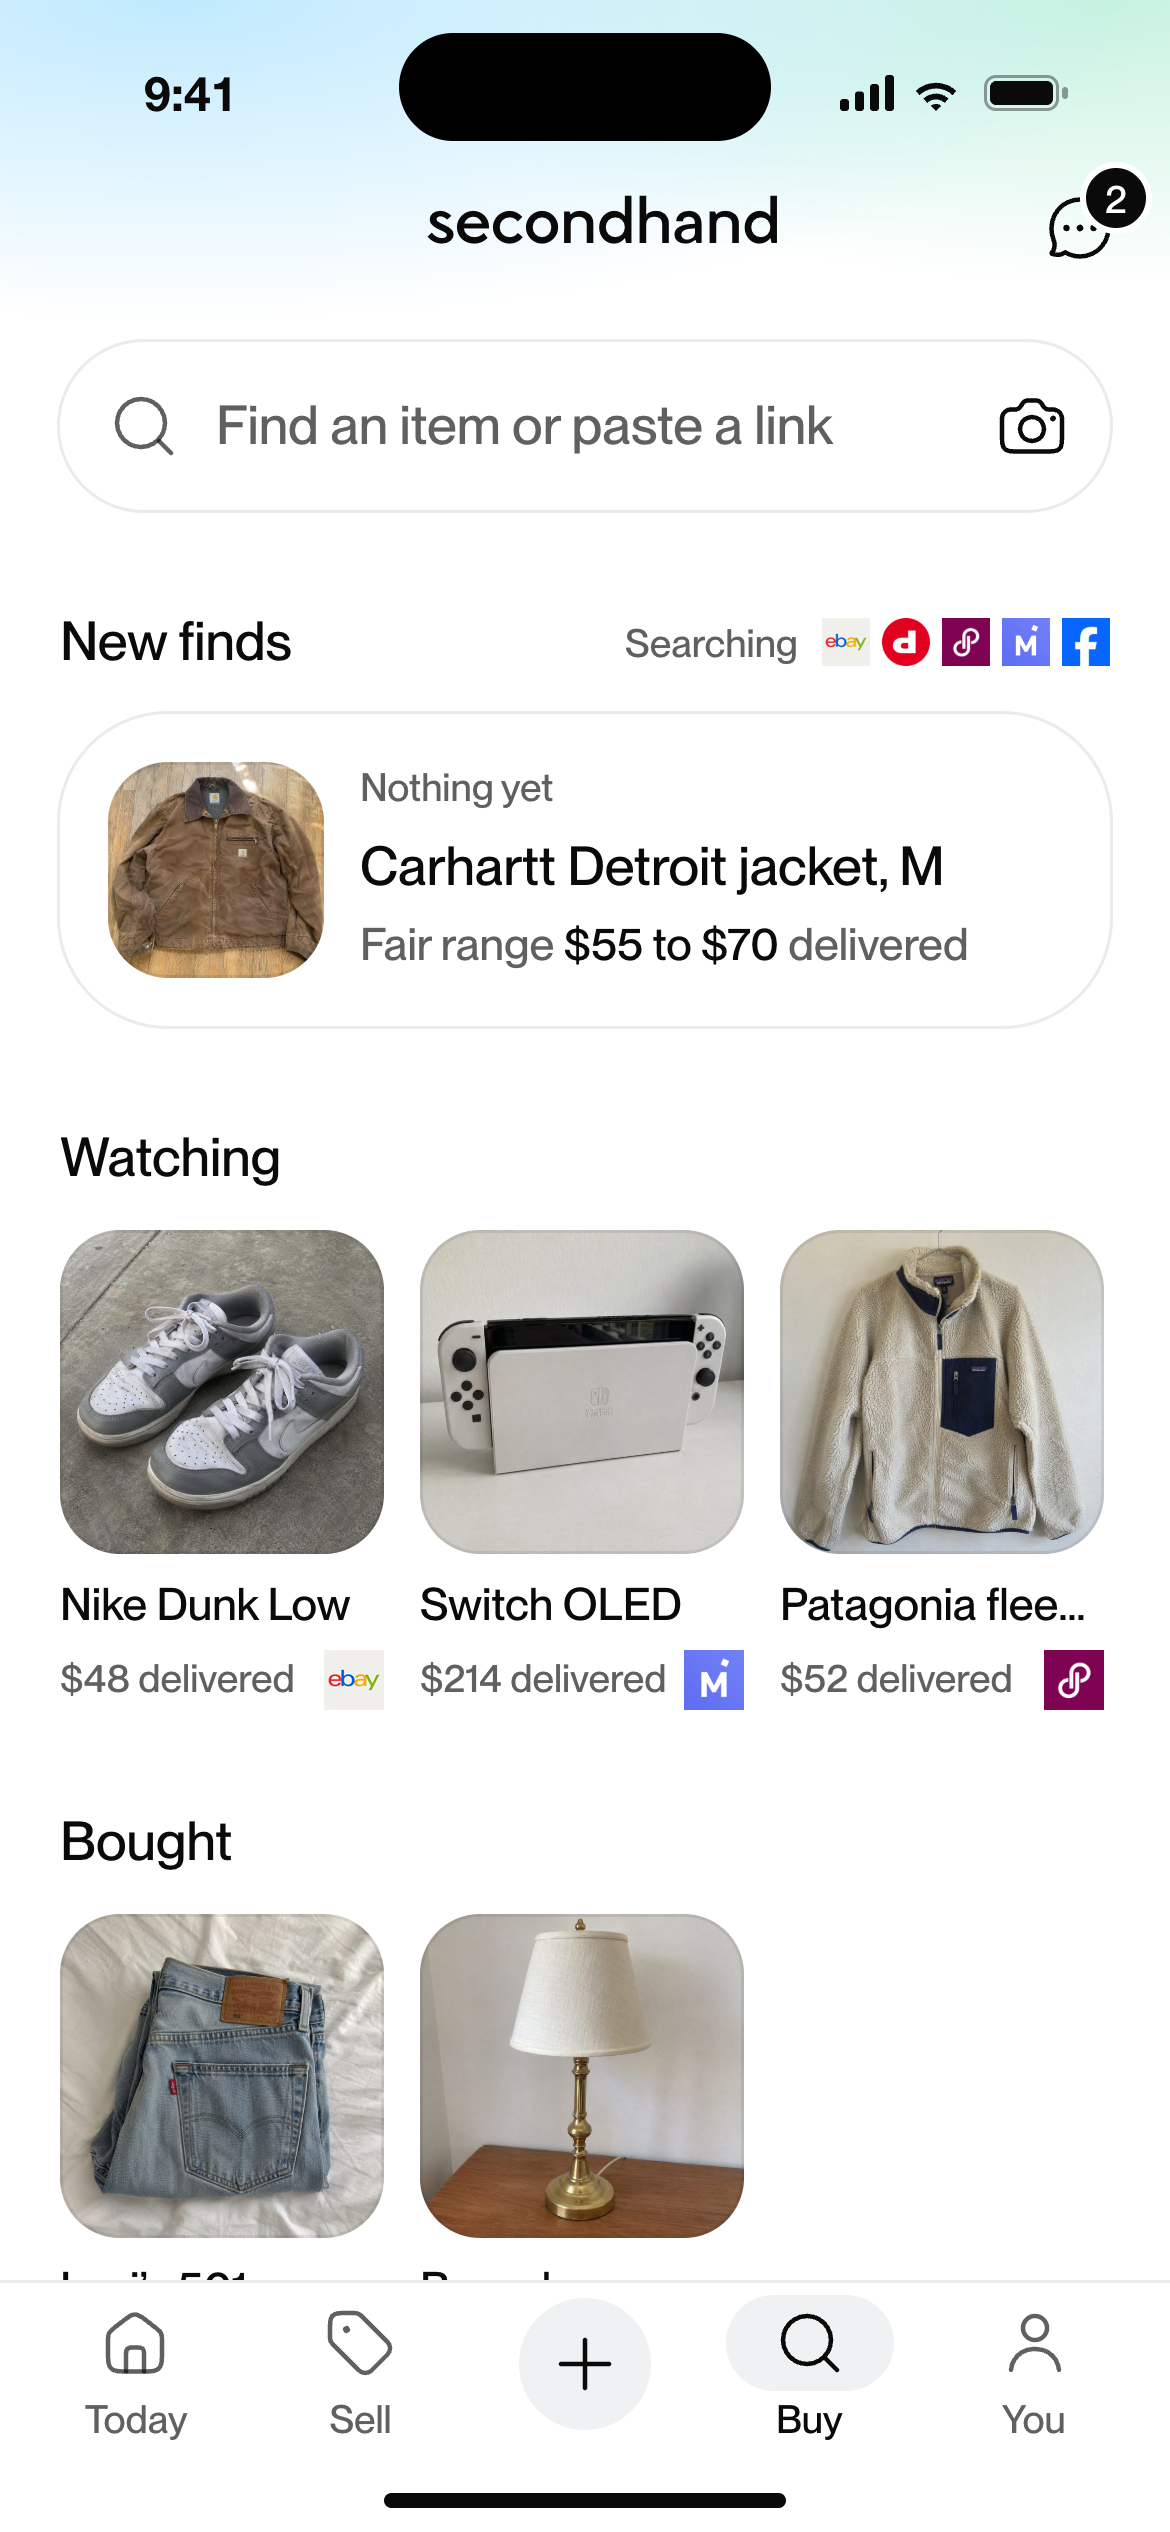 9:41
secondhand
2
Find an item or paste a link
New finds
Searching
ebay
Nothing yet
Carhartt Detroit jacket, M
Fair range $55 to $70 delivered
Watching
Nike Dunk Low
Switch OLED
Patagonia flee...
$48 delivered
ebay
$214 delivered
$52 delivered
Bought
Today
Sell
Buy
You